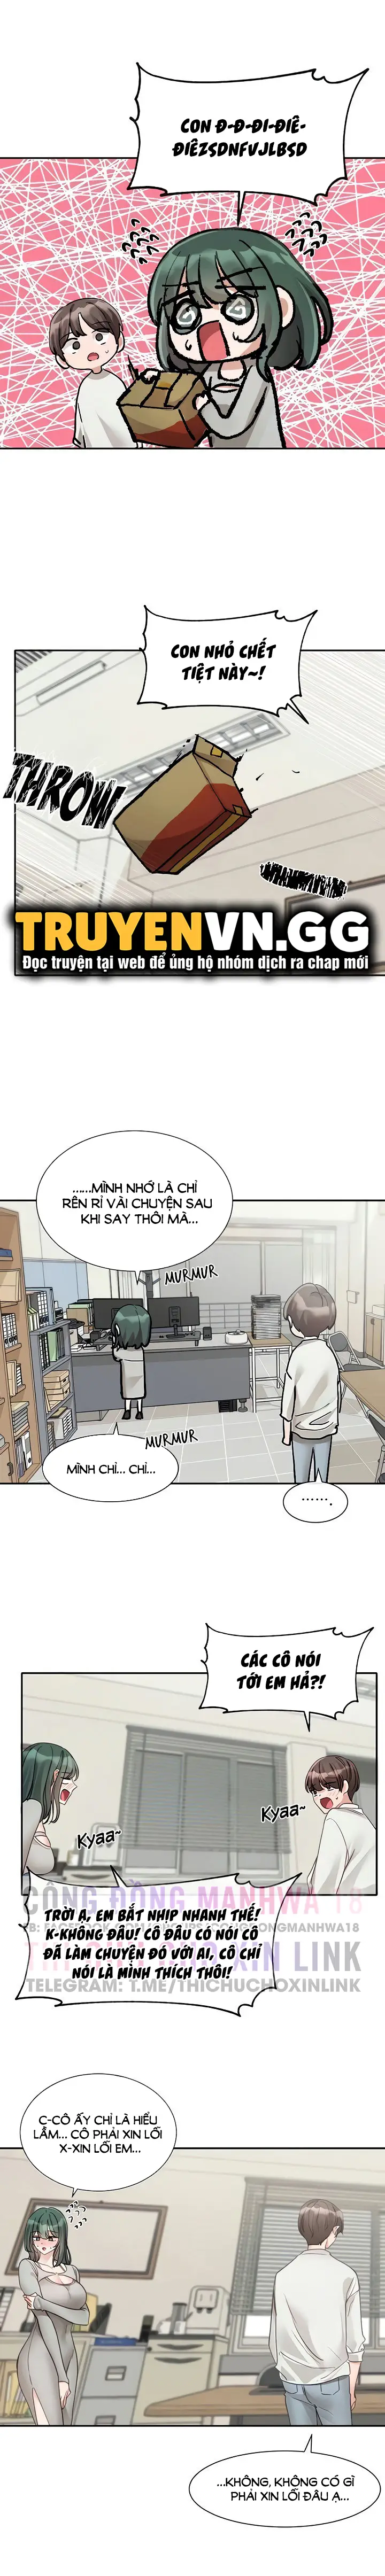 CON Đ-Đ-ĐI-ĐIÊ-
ĐIÊZSDNFVJLBSD
CON NHỎ CHẾT
TIỆT NÀY~!
THROW
TRUYENVN.GG
Đọc truyện tại web để ủng hộ nhóm dịch ra chap mới
......MÌNH NHỚ LÀ CHỈ
RÊN RỈ VÀI CHUYỆN SAU
KHI SAY THÔI MÀ...
MURMUR
MURMUR
MÌNH CHỈ... CHỈ...
.......
CÁC CÔ NÓI
TỚI EM HẢ?!
Kyaa~
Kyaa~
CỘNG ĐỒNG MANHWA 18
TRỜI Ạ, EM BẮT NHỊP NHANH THẾ!
K-KHÔNG ĐÂU! CÔ ĐÂU CÓ NÓI CÔ
ĐÃ LÀM CHUYỆN ĐÓ VỚI AI, CÔ CHỈ
NÓI LÀ MÌNH THÍCH THÔI!
TELEGRAM: T.ME/THICHUCHOXINLINK
C-CÔ ẤY CHỈ LÀ HIỂU
LẦM... CÔ PHẢI XIN LỖI
X-XIN LỖI EM...
...KHÔNG, KHÔNG CÓ GÌ
PHẢI XIN LỖI ĐÂU Ạ...